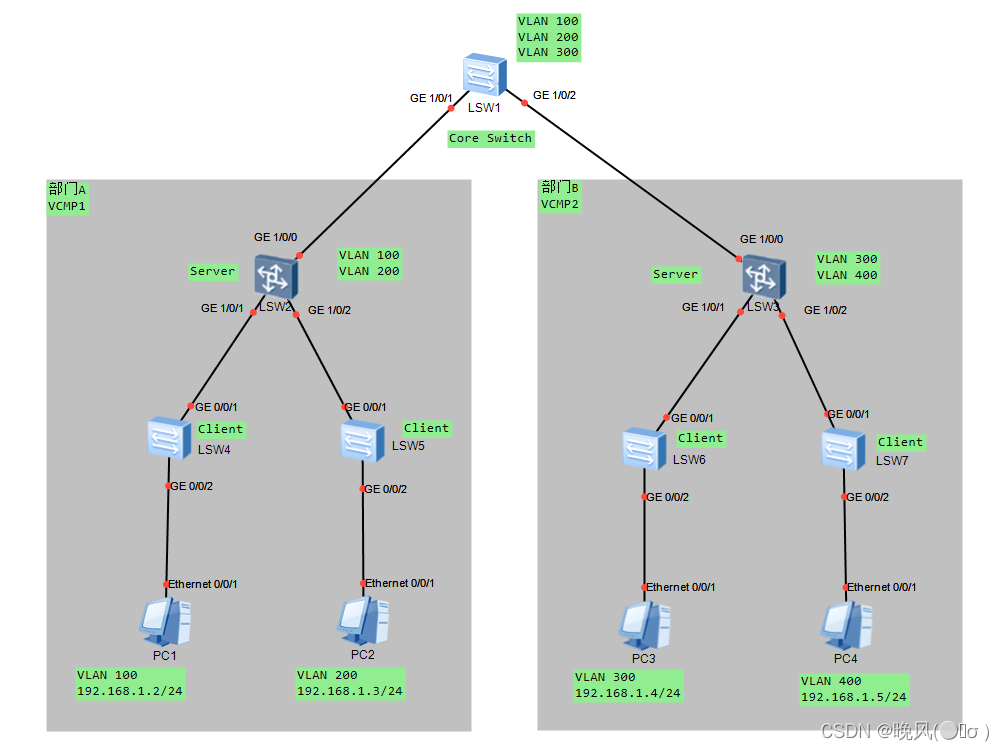 VLAN 100
VLAN 200
VLAN 300
GE 1/0/1
GE 1/0/2
LSW1
Core Switch
部门A
VCMP1
部门B
VCMP2
GE 1/0/0
GE 1/0/0
Server
VLAN 100
VLAN 200
Server
VLAN 300
VLAN 400
GE 1/0/1
LSW2
GE 1/0/2
GE 1/0/1
LSW3
GE 1/0/2
GE 0/0/1
GE 0/0/1
GE 0/0/1
GE 0/0/1
Client
LSW4
Client
LSW5
Client
LSW6
Client
LSW7
GE 0/0/2
GE 0/0/2
GE 0/0/2
GE 0/0/2
Ethernet 0/0/1
Ethernet 0/0/1
Ethernet 0/0/1
Ethernet 0/0/1
PC1
PC2
PC3
PC4
VLAN 100
192.168.1.2/24
VLAN 200
192.168.1.3/24
VLAN 300
192.168.1.4/24
VLAN 400
192.168.1.5/24
CSDN @晚风(